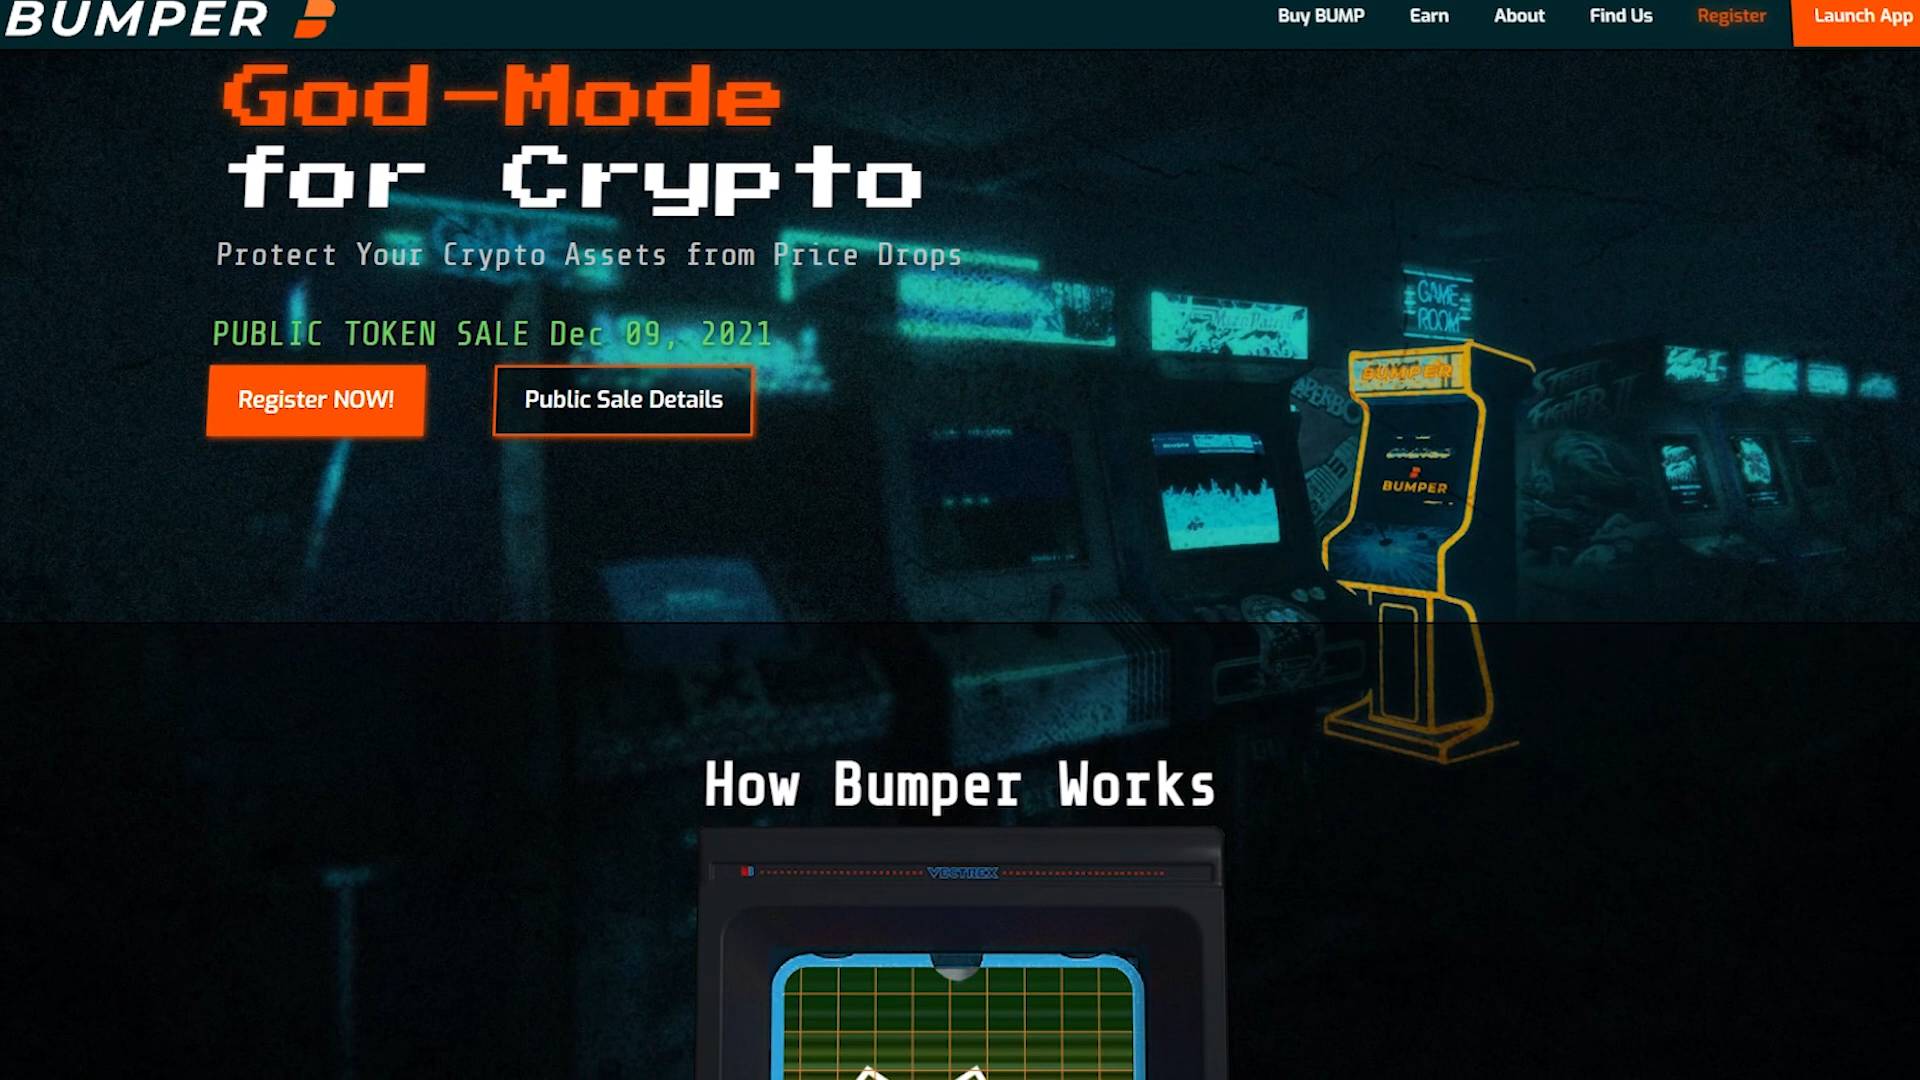 BUMPER
Buy BUMP Earn About Find Us Register Launch App
God-Mode
for Crypto
Protect Your Crypto Assets from Price Drops
PUBLIC TOKEN SALE Dec 09, 2021
Register NOW!
Public Sale Details
GAME
ROOM
BUMPER
BUMPER
How Bumper Works
VECTREX